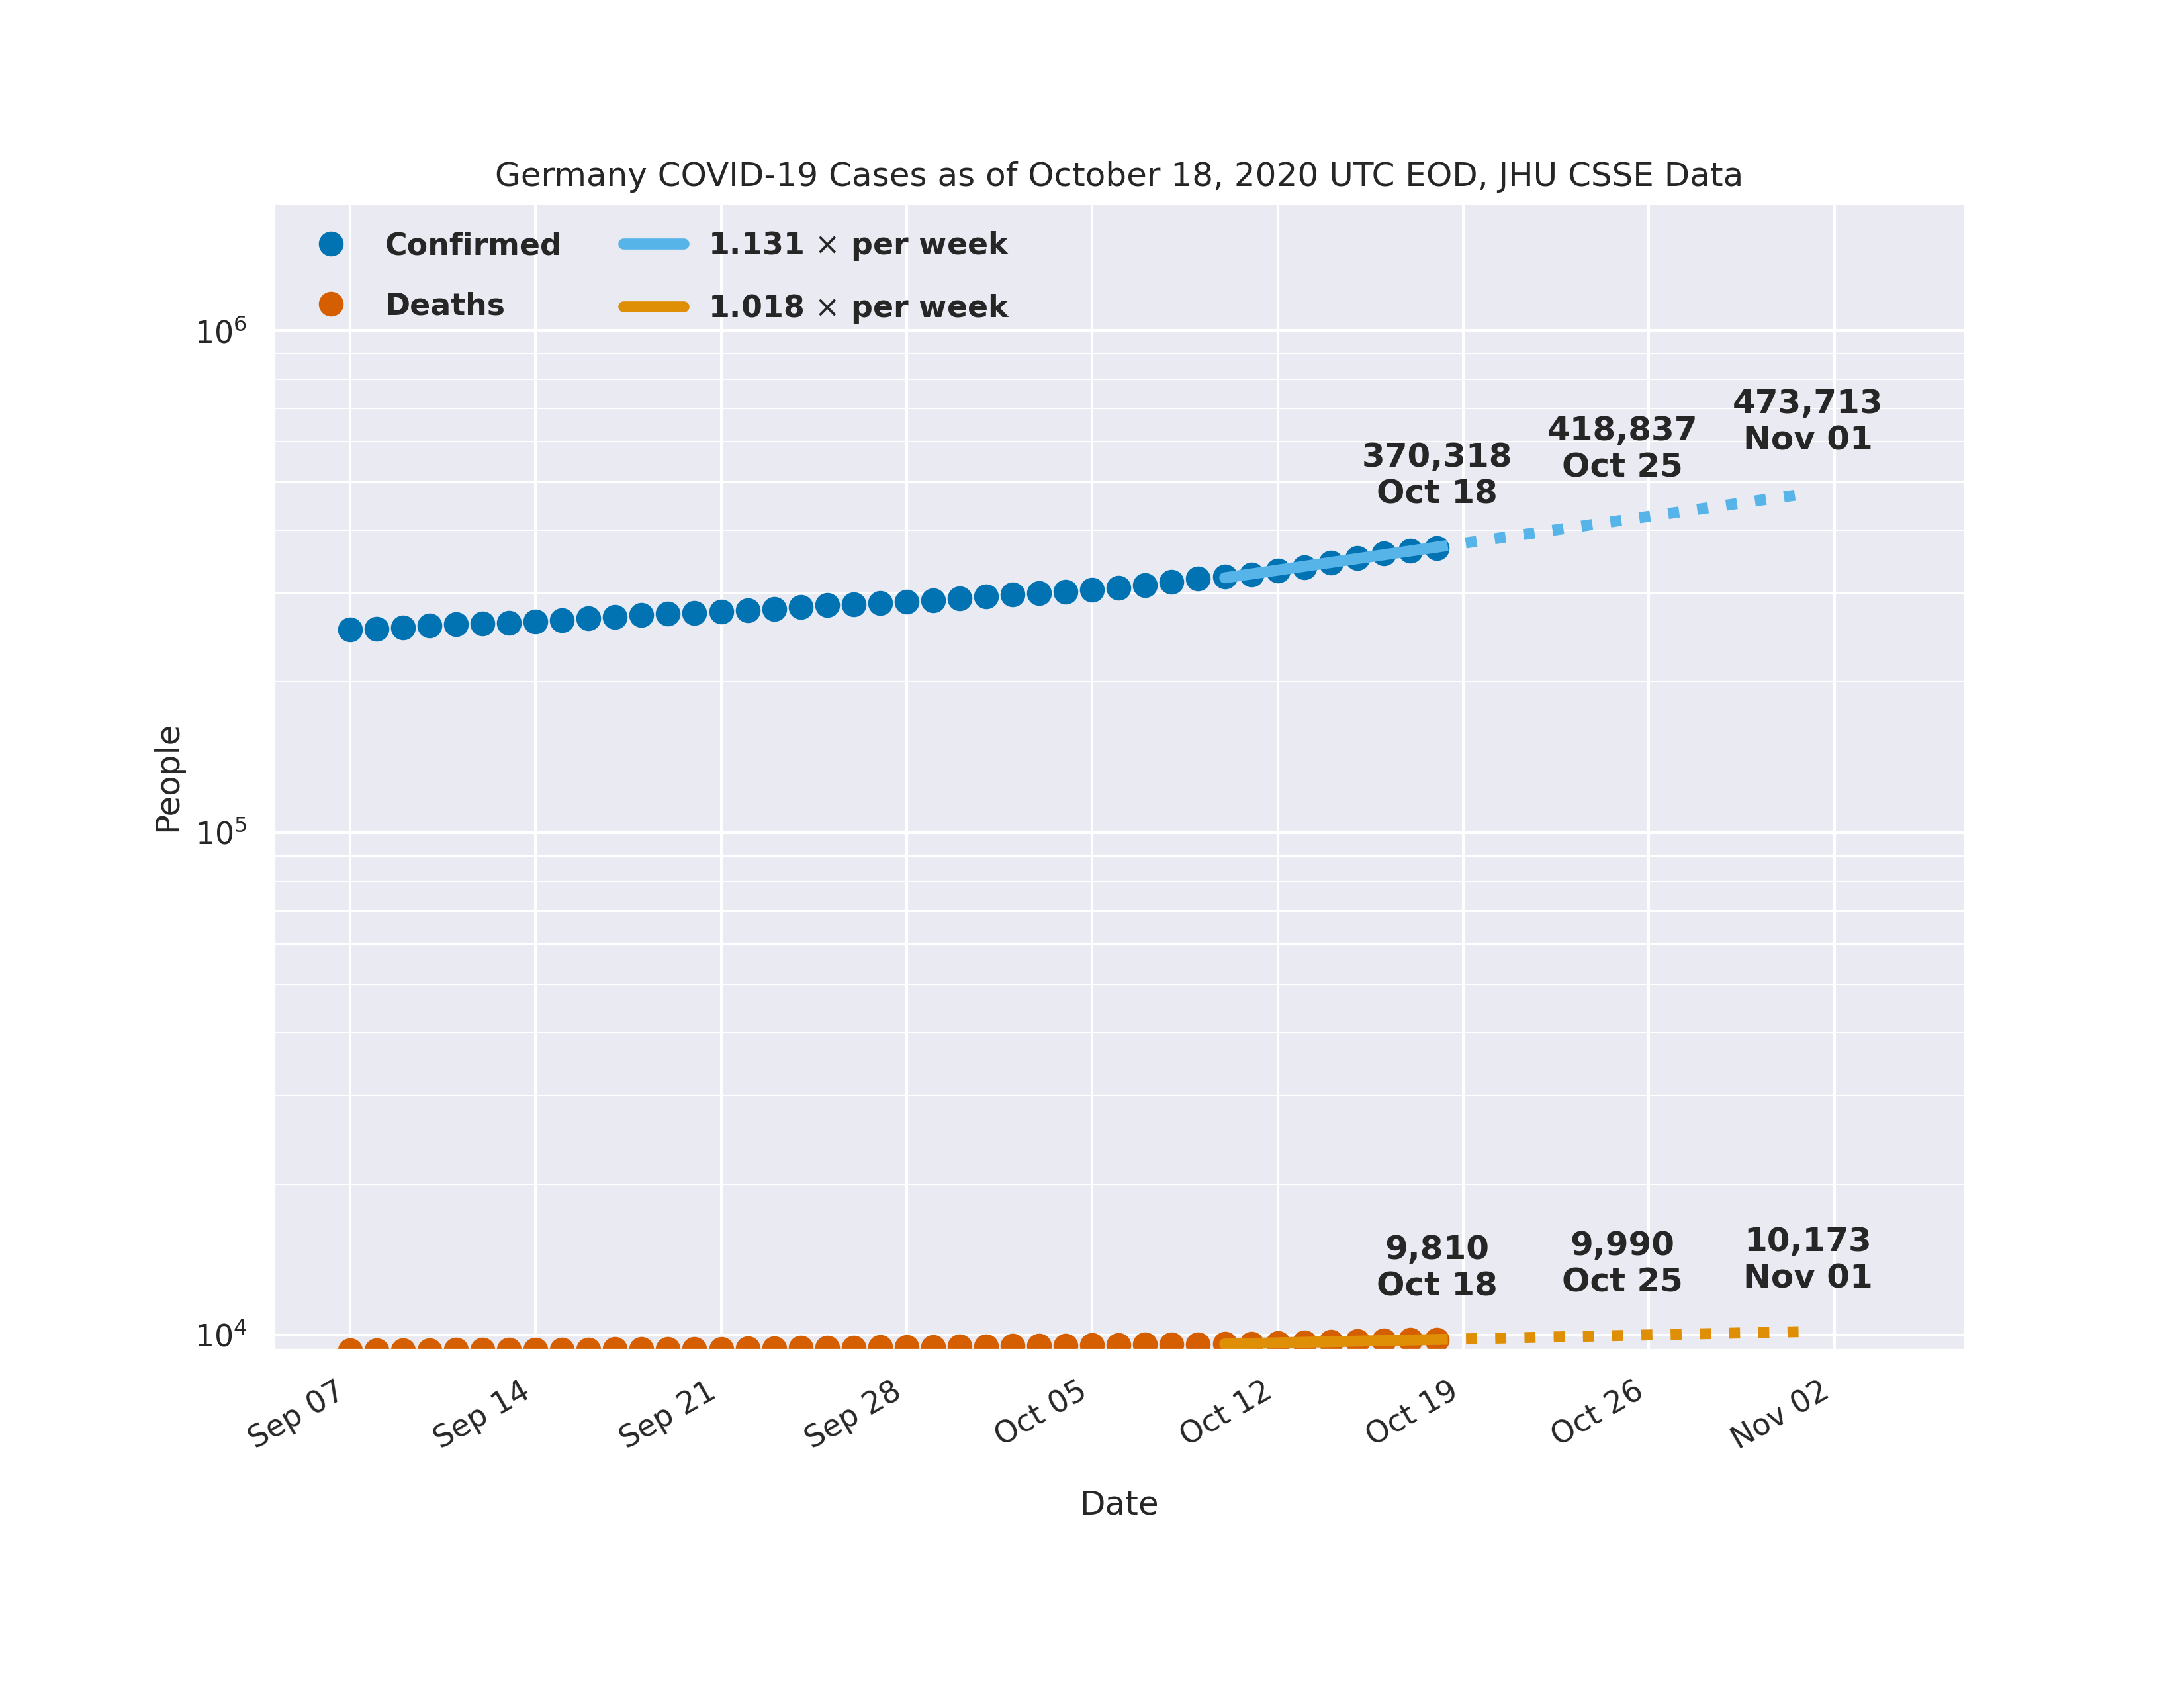 Germany COVID-19 Cases as of October 18, 2020 UTC EOD, JHU CSSE Data
Confirmed
Deaths
1.131 × per week
1.018 × per week
People
10⁶
10⁵
10⁴
370,318
Oct 18
418,837
Oct 25
473,713
Nov 01
9,810
Oct 18
9,990
Oct 25
10,173
Nov 01
Sep 07
Sep 14
Sep 21
Sep 28
Oct 05
Oct 12
Oct 19
Oct 26
Nov 02
Date